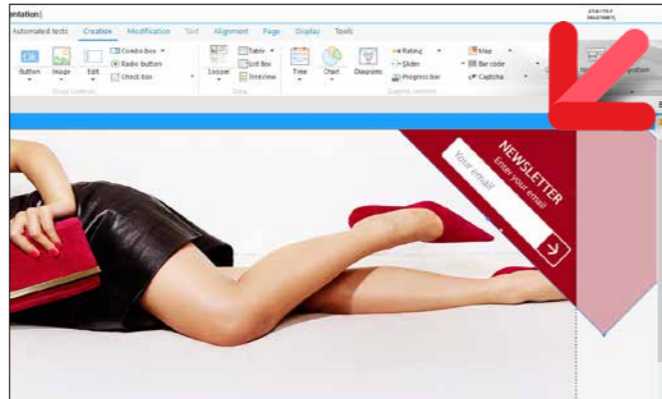 entation)
Automated tests Creation Modification Text Alignment Page Display Tools
Button Image Edit
Combo box
Radio button
Check box
Looper
Table
List Box
Treeview
Time Chart Diagrams
Rating
Slider
Progress bar
Map
Bar code
Captcha
Ok
NEWSLETTER
Enter your email
Your email